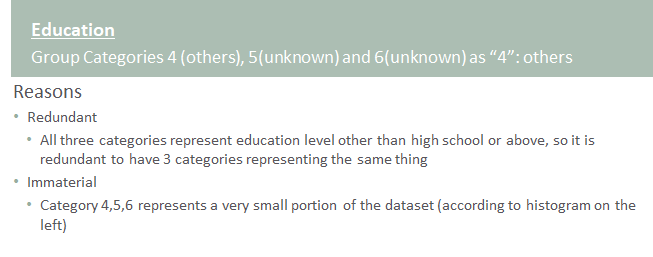 Education
Group Categories 4 (others), 5(unknown) and 6(unknown) as “4”: others
Reasons
• Redundant
• All three categories represent education level other than high school or above, so it is
redundant to have 3 categories representing the same thing
• Immaterial
• Category 4,5,6 represents a very small portion of the dataset (according to histogram on the
left)